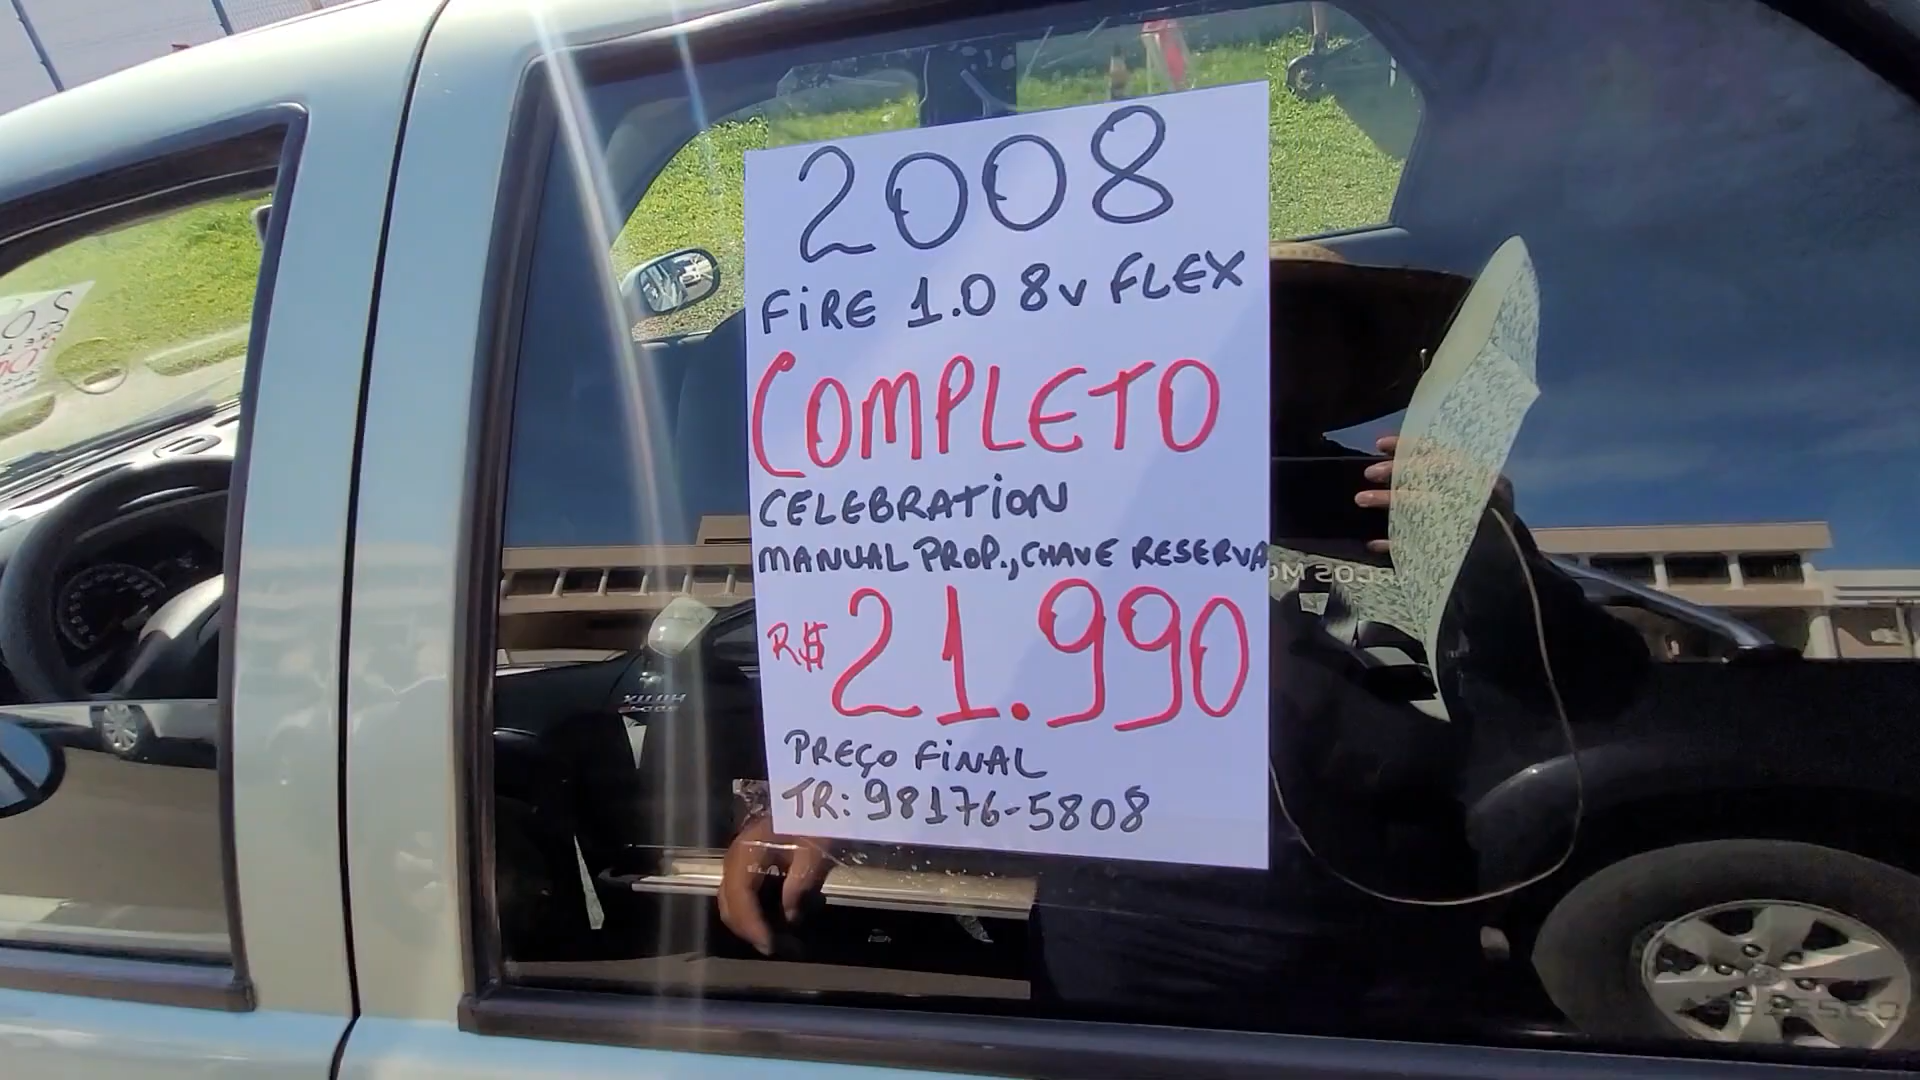 2008
FiRE 1.0 8v FLEX
COMPLETO
CELEBRATiON
MANUAL PROP., CHAVE RESERVA
R$ 21.990
PREÇO FiNAL
TR: 98176-5808